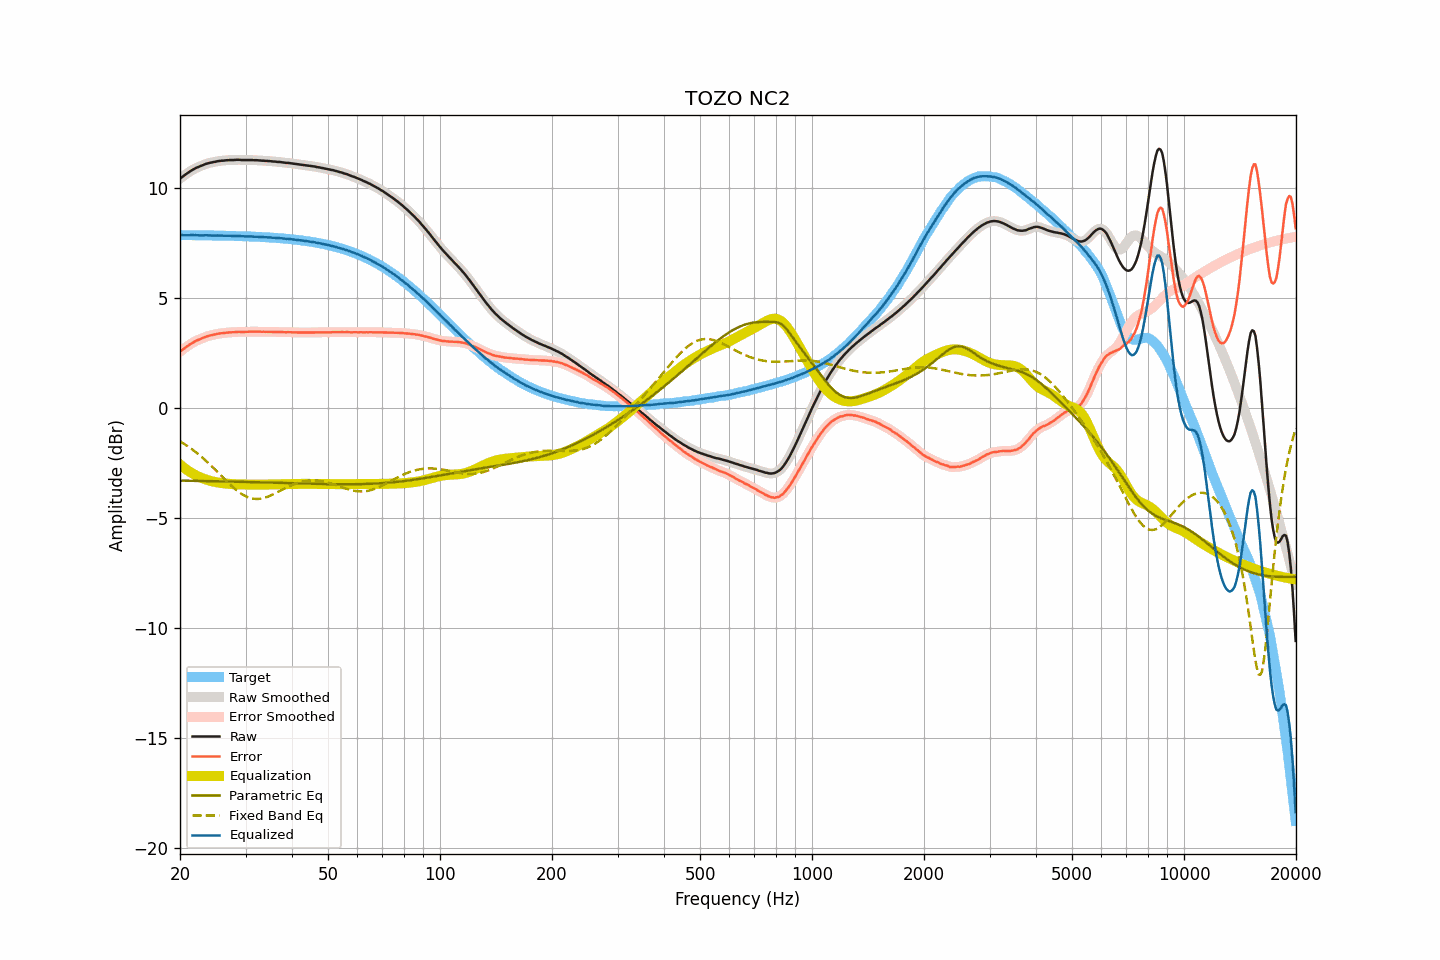 TOZO NC2
Amplitude (dBr)
10
5
0
−5
−10
−15
−20
Target
Raw Smoothed
Error Smoothed
Raw
Error
Equalization
Parametric Eq
Fixed Band Eq
Equalized
20 50 100 200 500 1000 2000 5000 10000 20000
Frequency (Hz)